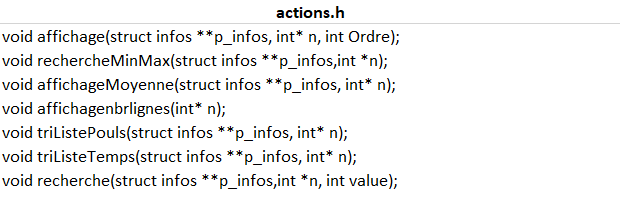 actions.h
void affichage(struct infos **p_infos, int* n, int Ordre);
void rechercheMinMax(struct infos **p_infos,int *n);
void affichageMoyenne(struct infos **p_infos, int* n);
void affichagenbrlignes(int* n);
void triListePouls(struct infos **p_infos, int* n);
void triListeTemps(struct infos **p_infos, int* n);
void recherche(struct infos **p_infos,int *n, int value);